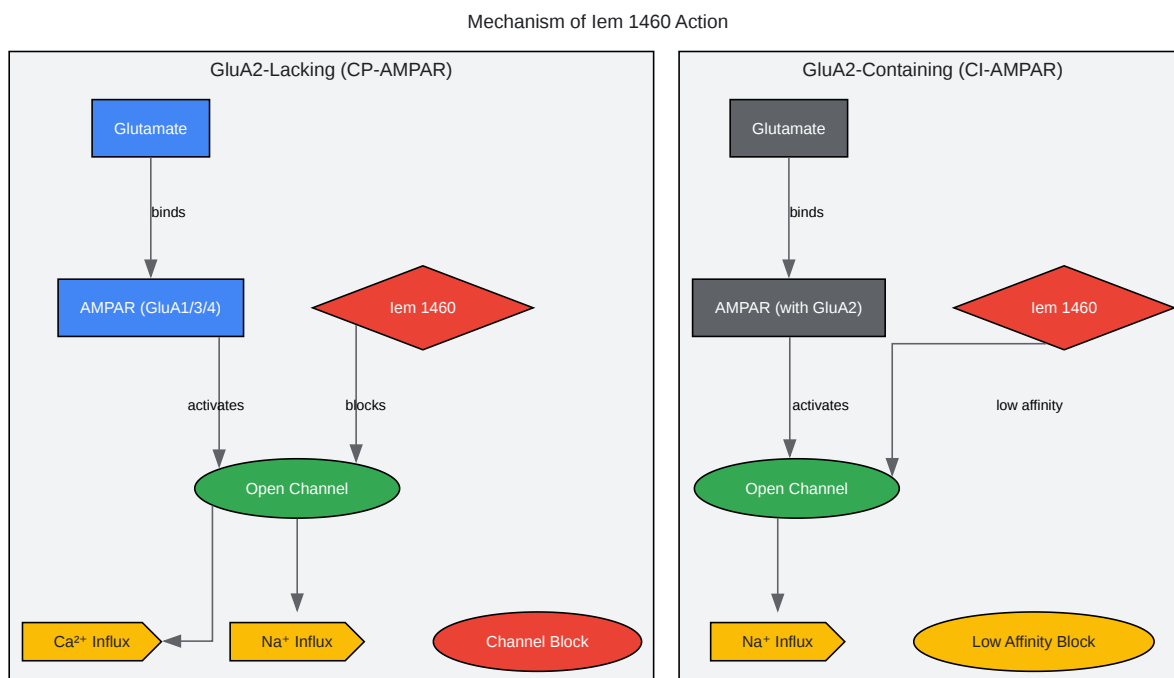 Mechanism of Iem 1460 Action
GluA2-Lacking (CP-AMPAR)
Glutamate
binds
AMPAR (GluA1/3/4)
Iem 1460
activates
blocks
Open Channel
Ca²⁺ Influx
Na⁺ Influx
Channel Block
GluA2-Containing (CI-AMPAR)
Glutamate
binds
AMPAR (with GluA2)
Iem 1460
activates
low affinity
Open Channel
Na⁺ Influx
Low Affinity Block